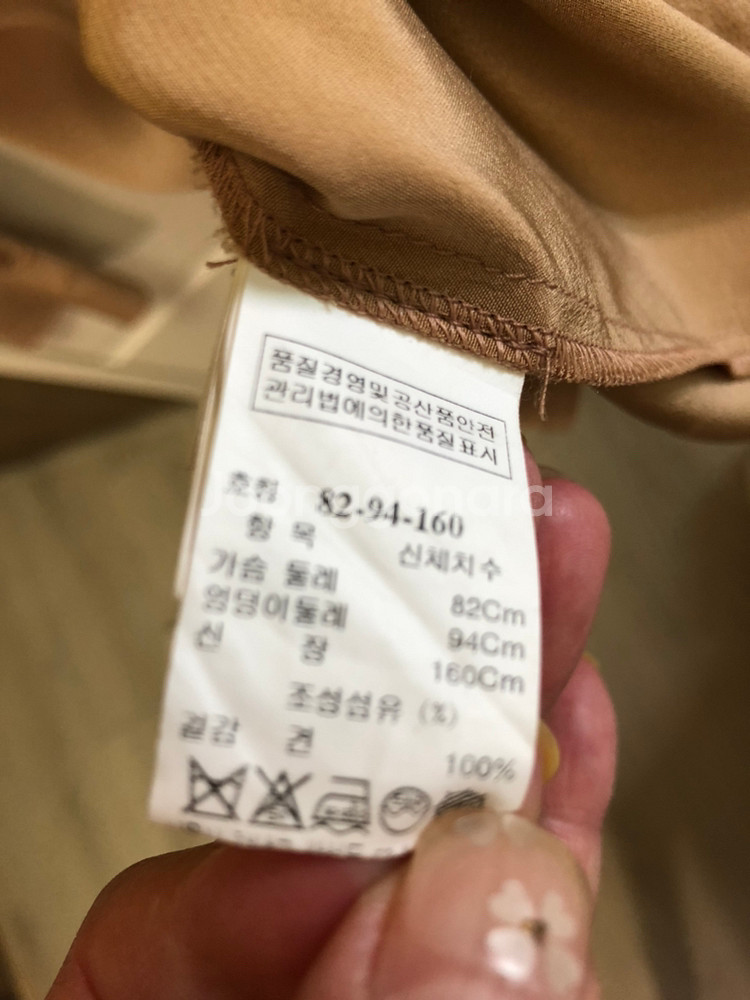 품질경영및공산품안전
관리법에의한품질표시
호칭 82-94-160
항 목 신체치수
가슴 둘레 82Cm
엉덩이둘레 94Cm
신 장 160Cm
조성섬유 (%)
겉감 견 100%